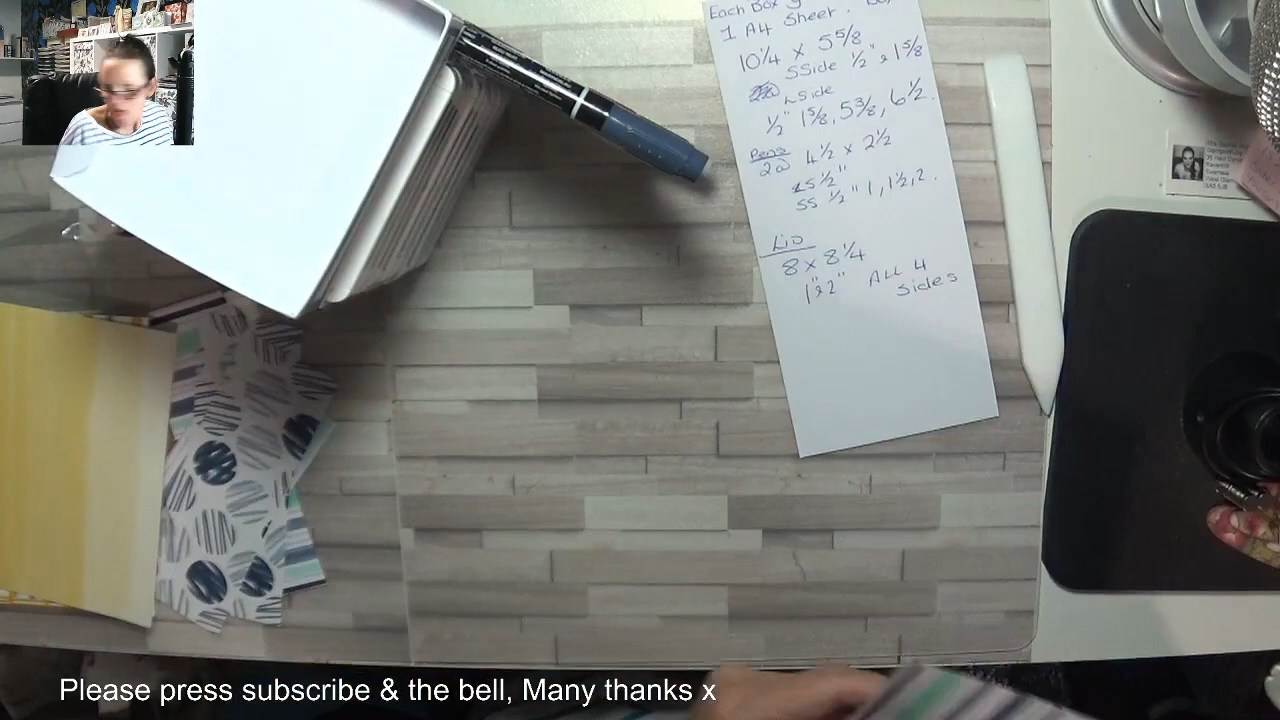 Each Box
1 A4 Sheet.
10¼ x 5⅝
SSide ½" & 1⅝
LSide
½" 1⅝, 5⅜, 6½.
Pens
20 4½ x 2½
LS ½"
SS ½" 1, 1½, 2.
Lid
8 x 8¼
1" & 2" ALL 4
Sides
Please press subscribe & the bell, Many thanks x